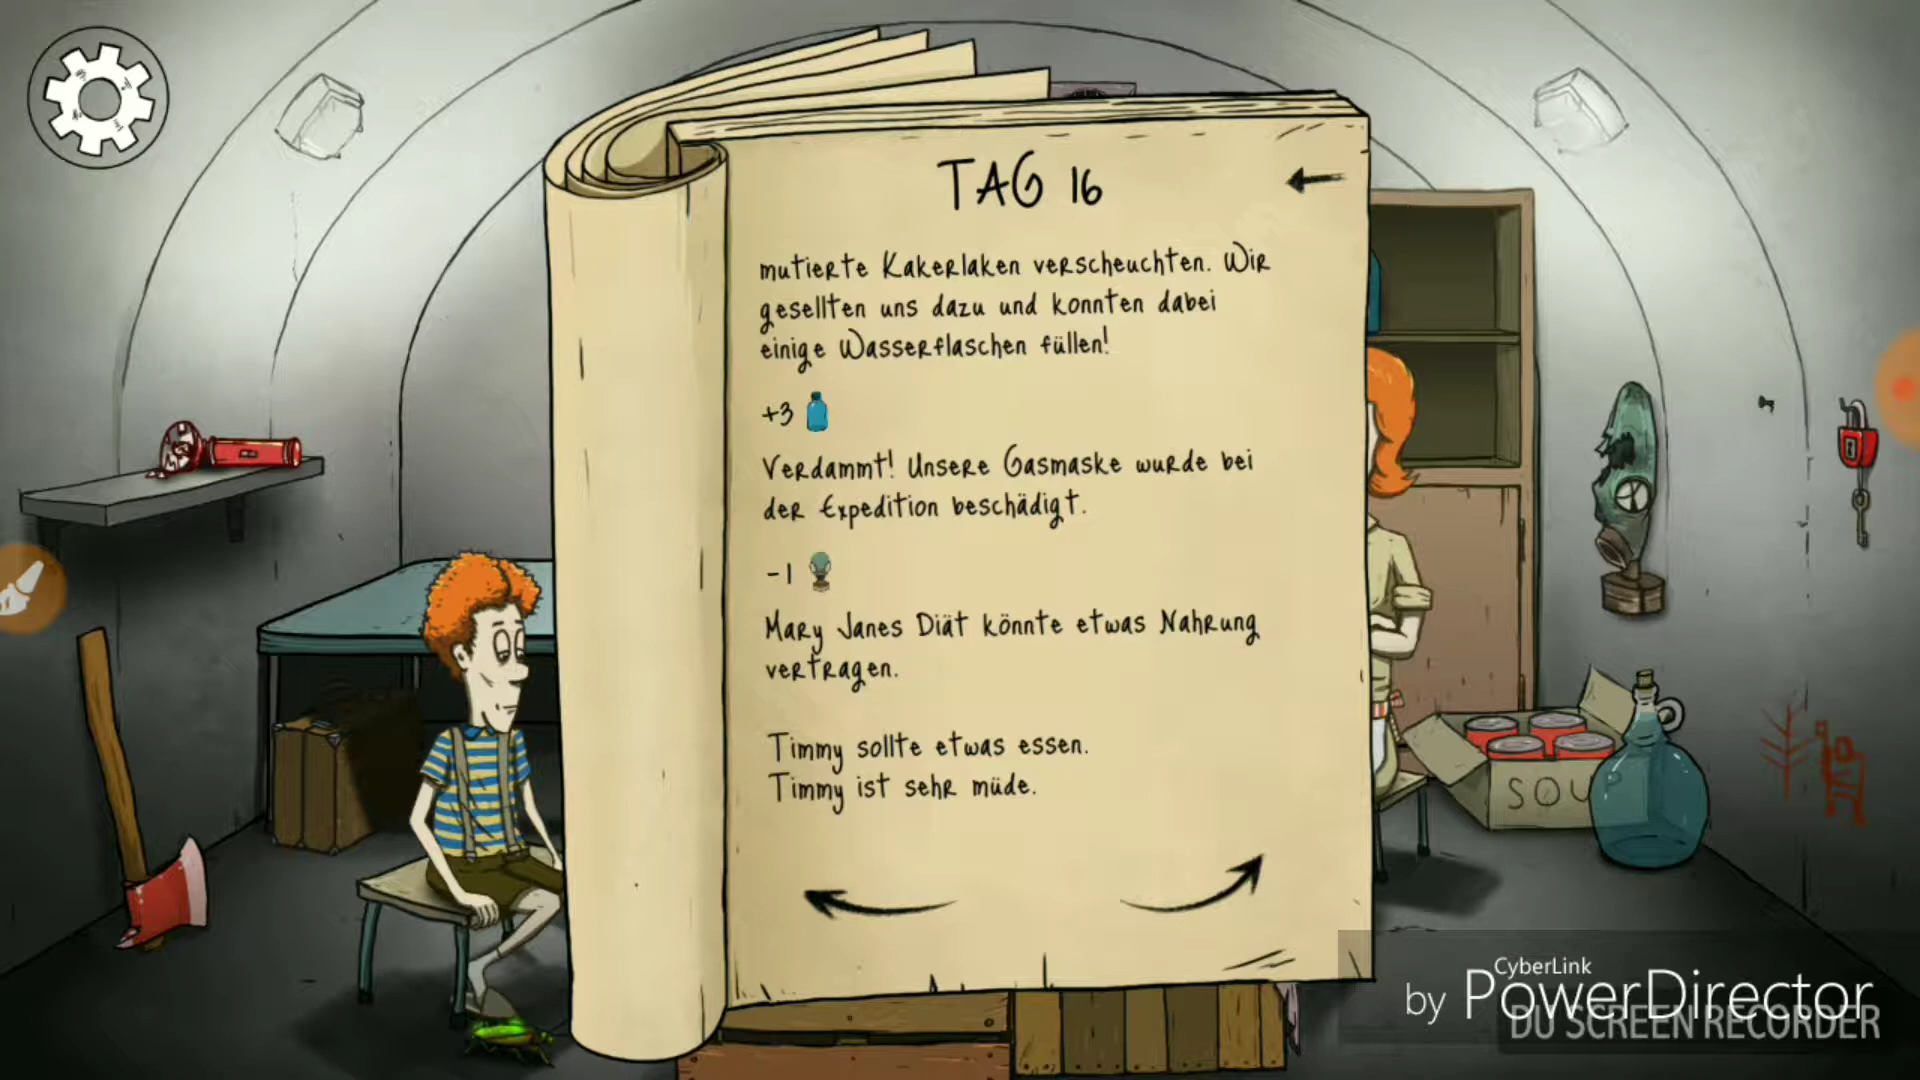 TAG 16
mutierte Kakerlaken verscheuchten. Wir
gesellten uns dazu und konnten dabei
einige Wasserflaschen füllen!
+3
Verdammt! Unsere Gasmaske wurde bei
der Expedition beschädigt.
-1
Mary Janes Diät könnte etwas Nahrung
vertragen.
Timmy sollte etwas essen.
Timmy ist sehr müde.
SOU
CyberLink
by PowerDirector
DU SCREEN RECORDER